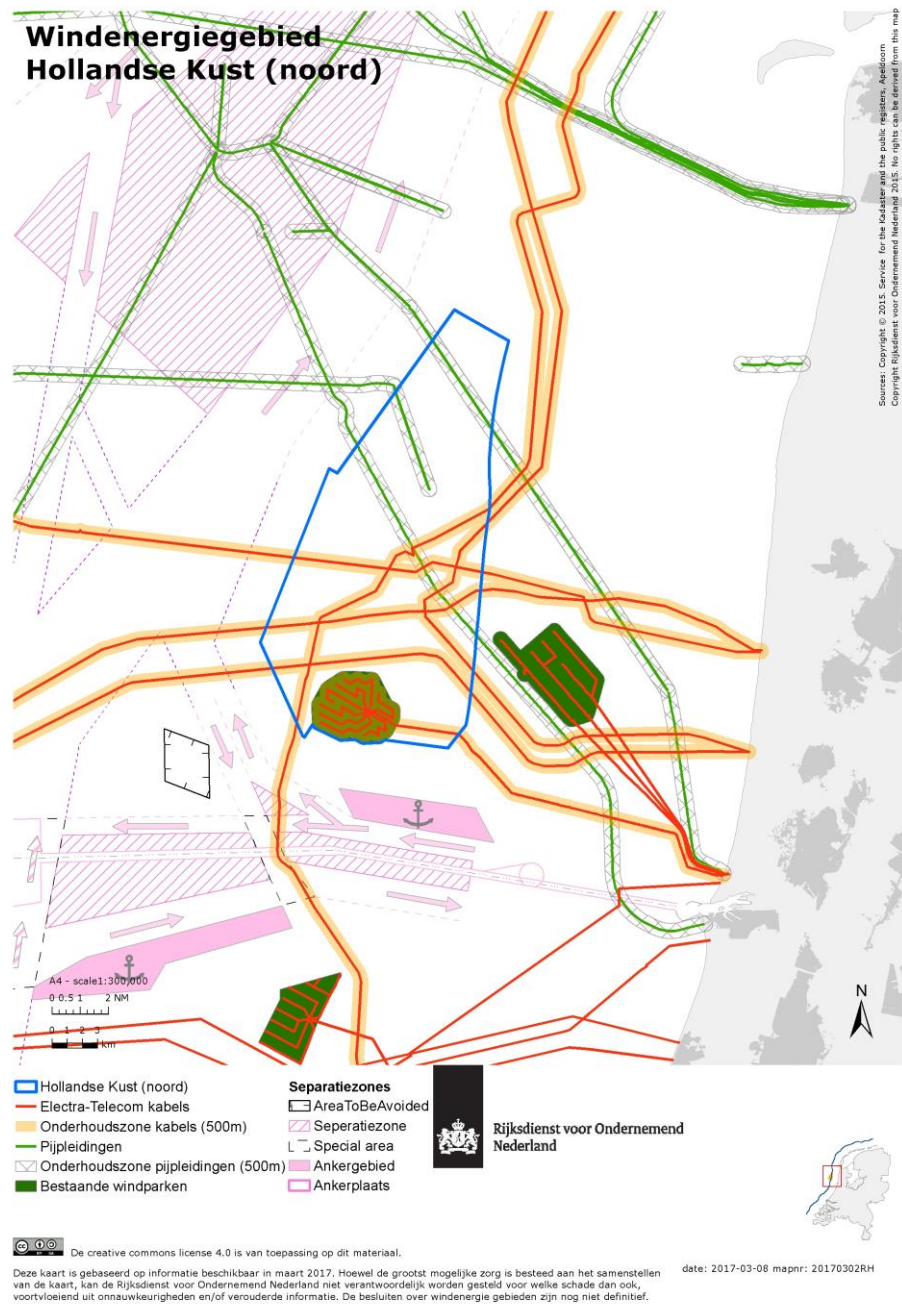 Windenergiegebied
Hollandse Kust (noord)
Sources: Copyright © 2015. Service for the Kadaster and the public registers, Apeldoorn
Copyright Rijksdienst voor Ondernemend Nederland 2015. No rights can be derived from this map
A4 - scale1:300,000
0 0.5 1 2 NM
0 1 2 3
km
N
Hollandse Kust (noord)
Electra-Telecom kabels
Onderhoudszone kabels (500m)
Pijpleidingen
Onderhoudszone pijpleidingen (500m)
Bestaande windparken
Separatiezones
AreaToBeAvoided
Seperatiezone
Special area
Ankergebied
Ankerplaats
Rijksdienst voor Ondernemend
Nederland
De creative commons license 4.0 is van toepassing op dit materiaal.
Deze kaart is gebaseerd op informatie beschikbaar in maart 2017. Hoewel de grootst mogelijke zorg is besteed aan het samenstellen
van de kaart, kan de Rijksdienst voor Ondernemend Nederland niet verantwoordelijk worden gesteld voor welke schade dan ook,
voortvloeiend uit onnauwkeurigheden en/of verouderde informatie. De besluiten over windenergie gebieden zijn nog niet definitief.
date: 2017-03-08 mapnr: 20170302RH